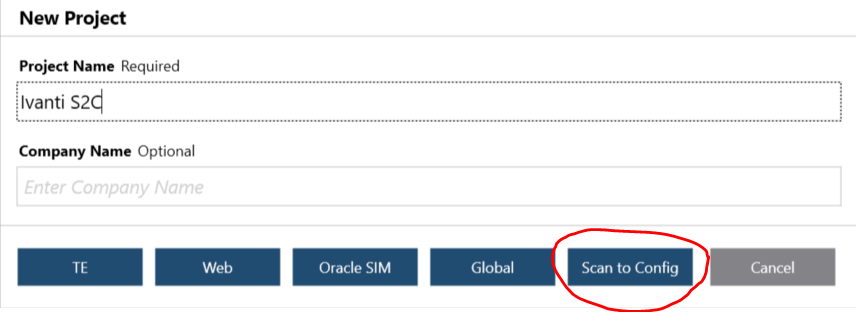 New Project
Project Name Required
Ivanti S2C
Company Name Optional
Enter Company Name
TE Web Oracle SIM Global Scan to Config Cancel